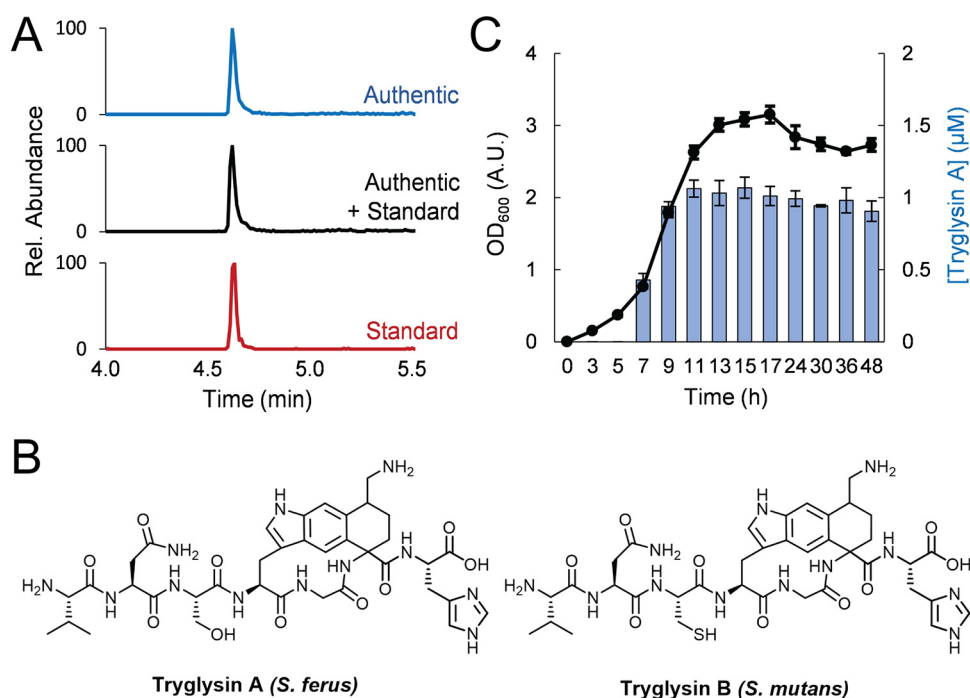 A
100
0
Authentic
100
Rel. Abundance
Authentic
+ Standard
0
100
Standard
0
4.0 4.5 5.0 5.5
Time (min)
C
4 2
3 1.5
2 1
1 0.5
0 0
OD600 (A.U.)
[Tryglysin A] (μM)
0 3 5 7 9 11 13 15 17 24 30 36 48
Time (h)
B
NH2
H
N
O
NH2
O
H
N
O
OH
H2N
O
N
H
O
H
N
OH
O
N
H
O
H
N
O
HN
O
N
N
H
Tryglysin A (S. ferus)
NH2
H
N
O
NH2
O
H
N
O
OH
H2N
O
N
H
O
H
N
SH
O
N
H
O
H
N
O
HN
O
N
N
H
Tryglysin B (S. mutans)